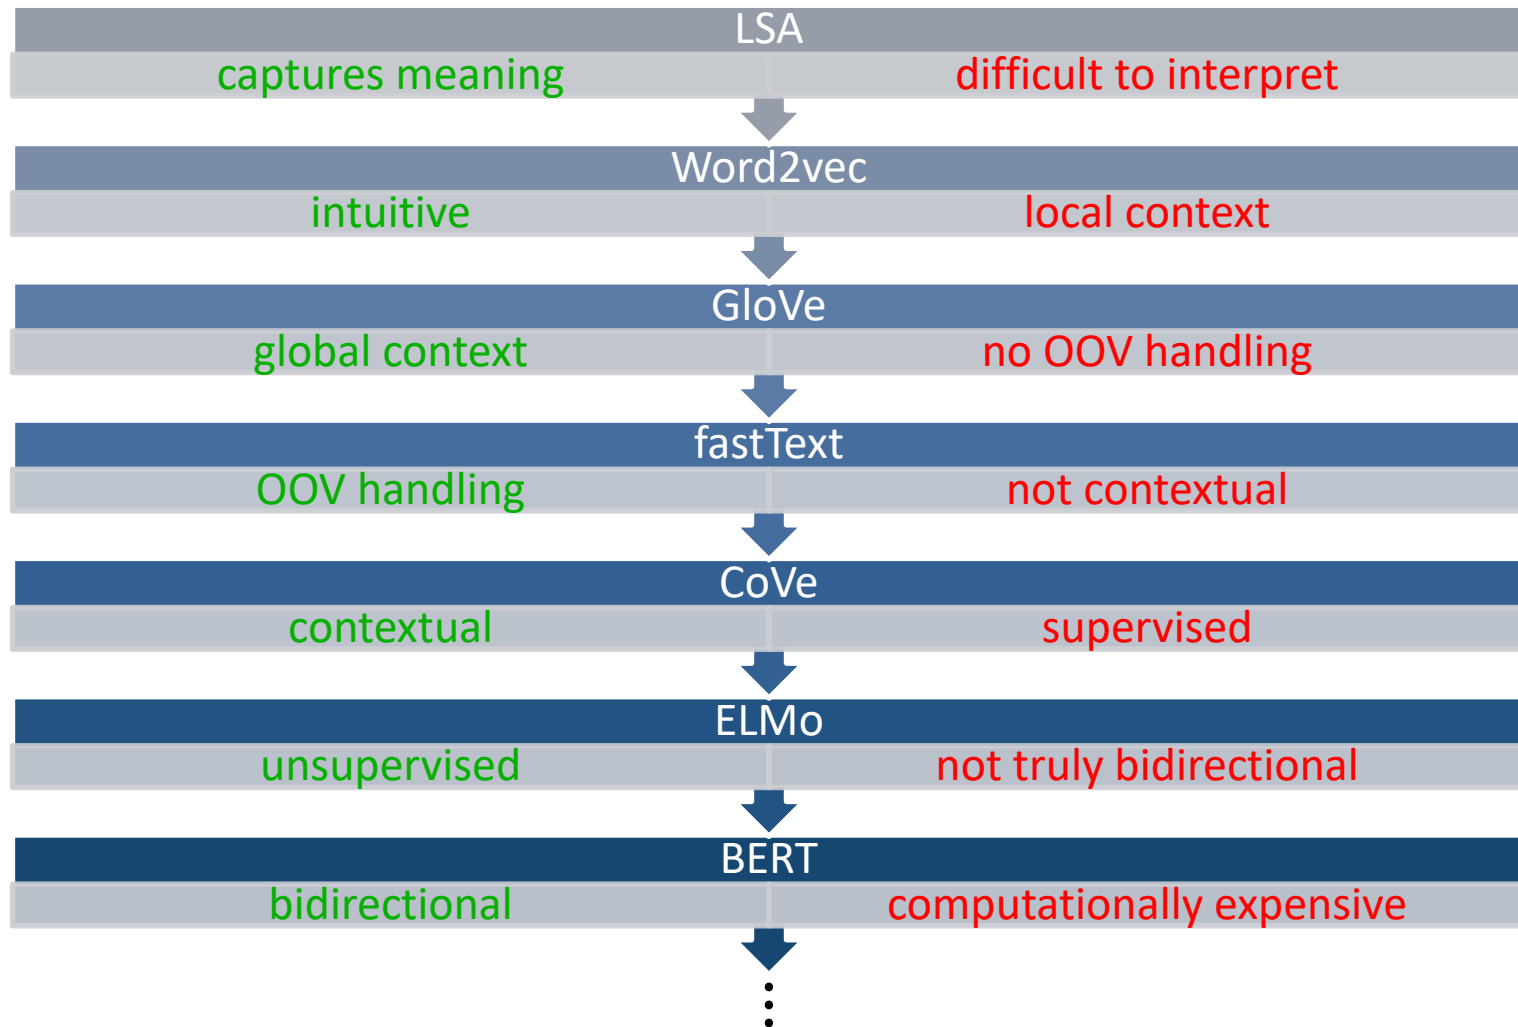 LSA
captures meaning difficult to interpret
Word2vec
intuitive local context
GloVe
global context no OOV handling
fastText
OOV handling not contextual
CoVe
contextual supervised
ELMo
unsupervised not truly bidirectional
BERT
bidirectional computationally expensive